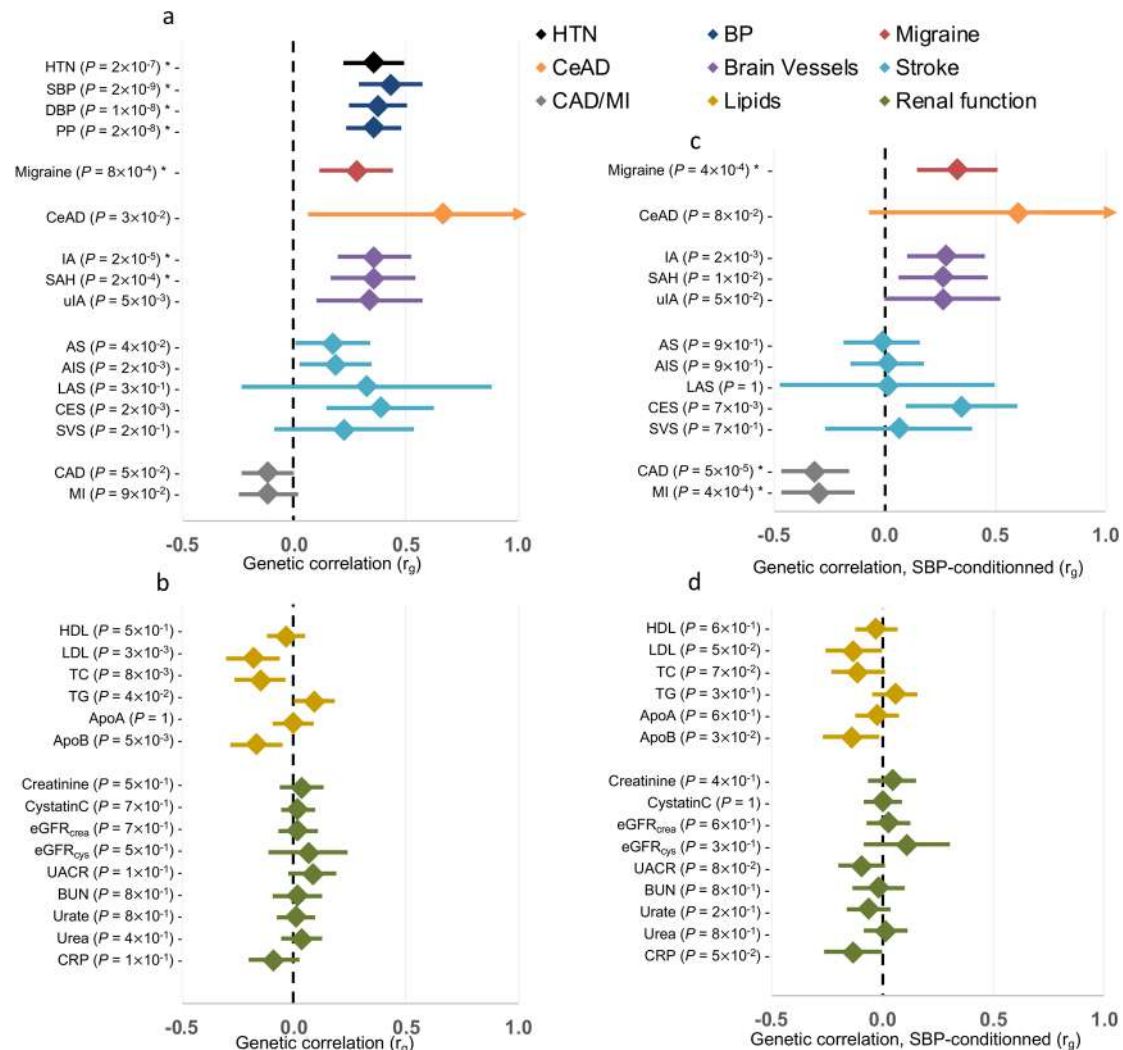 a
HTN
BP
Migraine
CeAD
Brain Vessels
Stroke
CAD/MI
Lipids
Renal function
HTN (P = 2×10⁻⁷) * -
SBP (P = 2×10⁻⁹) * -
DBP (P = 1×10⁻⁸) * -
PP (P = 2×10⁻⁸) * -
Migraine (P = 8×10⁻⁴) * -
CeAD (P = 3×10⁻²) -
IA (P = 2×10⁻⁵) * -
SAH (P = 2×10⁻⁴) * -
uIA (P = 5×10⁻³) -
AS (P = 4×10⁻²) -
AIS (P = 2×10⁻³) -
LAS (P = 3×10⁻¹) -
CES (P = 2×10⁻³) -
SVS (P = 2×10⁻¹) -
CAD (P = 5×10⁻²) -
MI (P = 9×10⁻²) -
-0.5 0.0 0.5 1.0
Genetic correlation (rg)
c
Migraine (P = 4×10⁻⁴) * -
CeAD (P = 8×10⁻²) -
IA (P = 2×10⁻³) -
SAH (P = 1×10⁻²) -
uIA (P = 5×10⁻²) -
AS (P = 9×10⁻¹) -
AIS (P = 9×10⁻¹) -
LAS (P = 1) -
CES (P = 7×10⁻³) -
SVS (P = 7×10⁻¹) -
CAD (P = 5×10⁻⁵) * -
MI (P = 4×10⁻⁴) * -
-0.5 0.0 0.5 1.0
Genetic correlation, SBP-conditionned (rg)
b
HDL (P = 5×10⁻¹) -
LDL (P = 3×10⁻³) -
TC (P = 8×10⁻³) -
TG (P = 4×10⁻²) -
ApoA (P = 1) -
ApoB (P = 5×10⁻³) -
Creatinine (P = 5×10⁻¹) -
CystatinC (P = 7×10⁻¹) -
eGFRcrea (P = 7×10⁻¹) -
eGFRcys (P = 5×10⁻¹) -
UACR (P = 1×10⁻¹) -
BUN (P = 8×10⁻¹) -
Urate (P = 8×10⁻¹) -
Urea (P = 4×10⁻¹) -
CRP (P = 1×10⁻¹) -
-0.5 0.0 0.5 1.0
Genetic correlation (rg)
d
HDL (P = 6×10⁻¹) -
LDL (P = 5×10⁻²) -
TC (P = 7×10⁻²) -
TG (P = 3×10⁻¹) -
ApoA (P = 6×10⁻¹) -
ApoB (P = 3×10⁻²) -
Creatinine (P = 4×10⁻¹) -
CystatinC (P = 1) -
eGFRcrea (P = 6×10⁻¹) -
eGFRcys (P = 3×10⁻¹) -
UACR (P = 8×10⁻²) -
BUN (P = 8×10⁻¹) -
Urate (P = 2×10⁻¹) -
Urea (P = 8×10⁻¹) -
CRP (P = 5×10⁻²) -
-0.5 0.0 0.5 1.0
Genetic correlation, SBP-conditionned (rg)